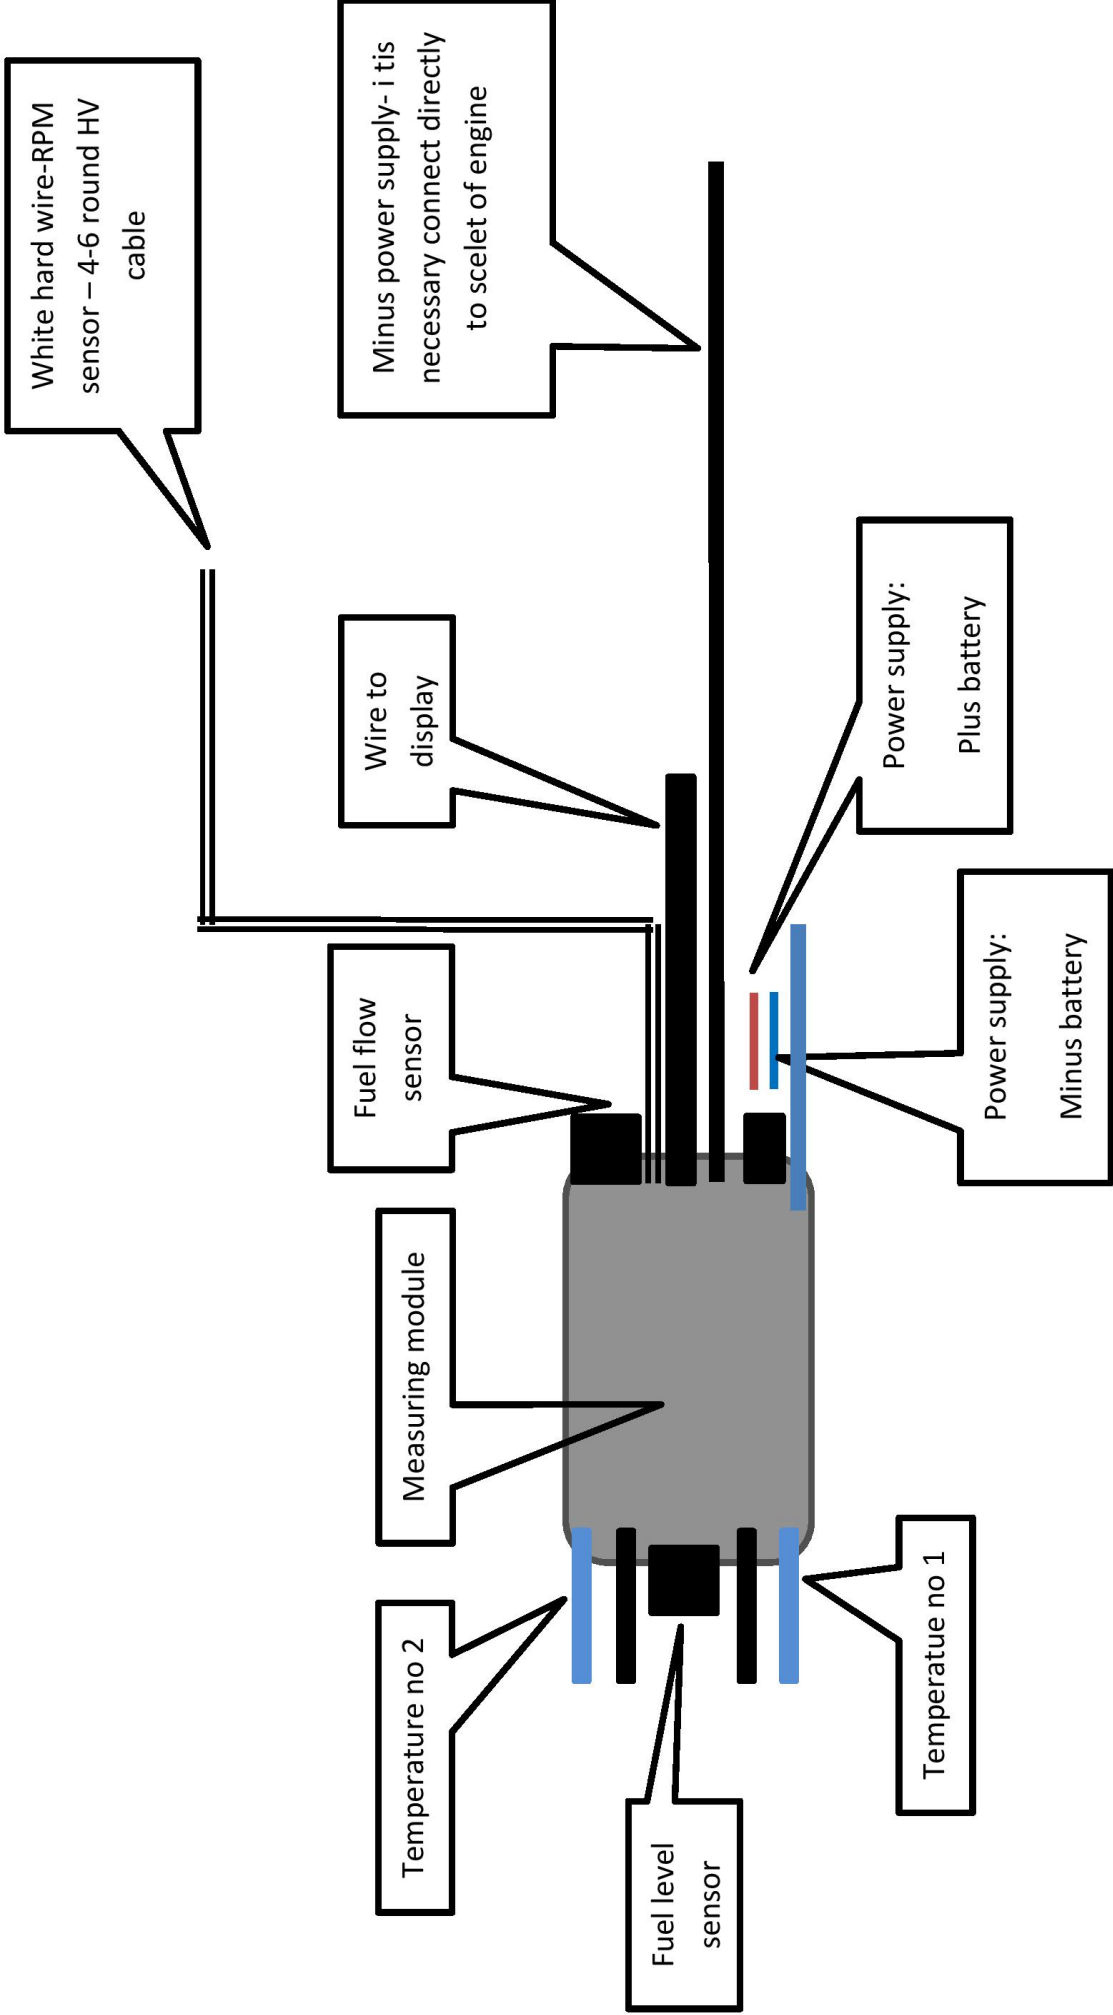 White hard wire-RPM
sensor – 4-6 round HV
cable
Minus power supply- i tis
necessary connect directly
to scelet of engine
Wire to
display
Fuel flow
sensor
Measuring module
Temperature no 2
Fuel level
sensor
Temperatue no 1
Power supply:
Minus battery
Power supply:
Plus battery